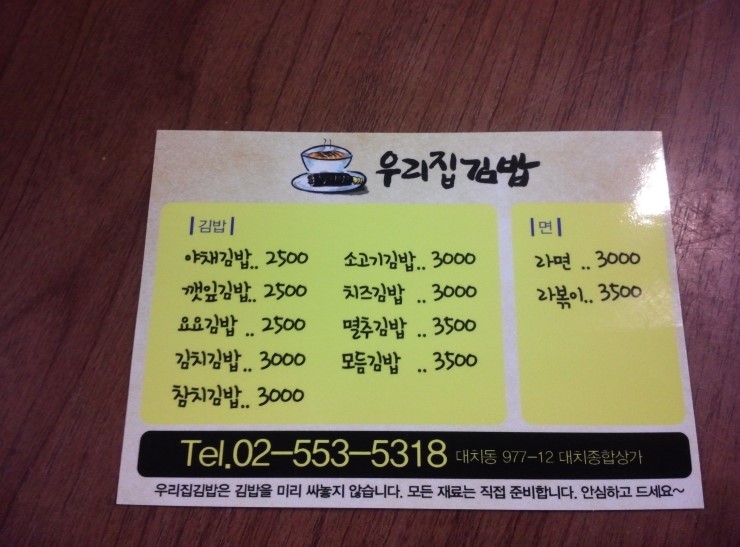 우리집김밥
김밥
야채김밥.. 2500
깻잎김밥.. 2500
요요김밥 .. 2500
김치김밥.. 3000
참치김밥.. 3000
소고기김밥.. 3000
치즈김밥 .. 3000
멸추김밥 .. 3500
모듬김밥 .. 3500
면
라면 .. 3000
라볶이.. 3500
Tel.02-553-5318 대치동 977-12 대치종합상가
우리집김밥은 김밥을 미리 싸놓지 않습니다. 모든 재료는 직접 준비합니다. 안심하고 드세요~